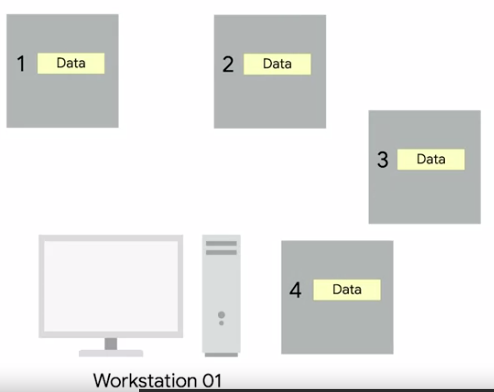 1 Data
2 Data
3 Data
4 Data
Workstation 01